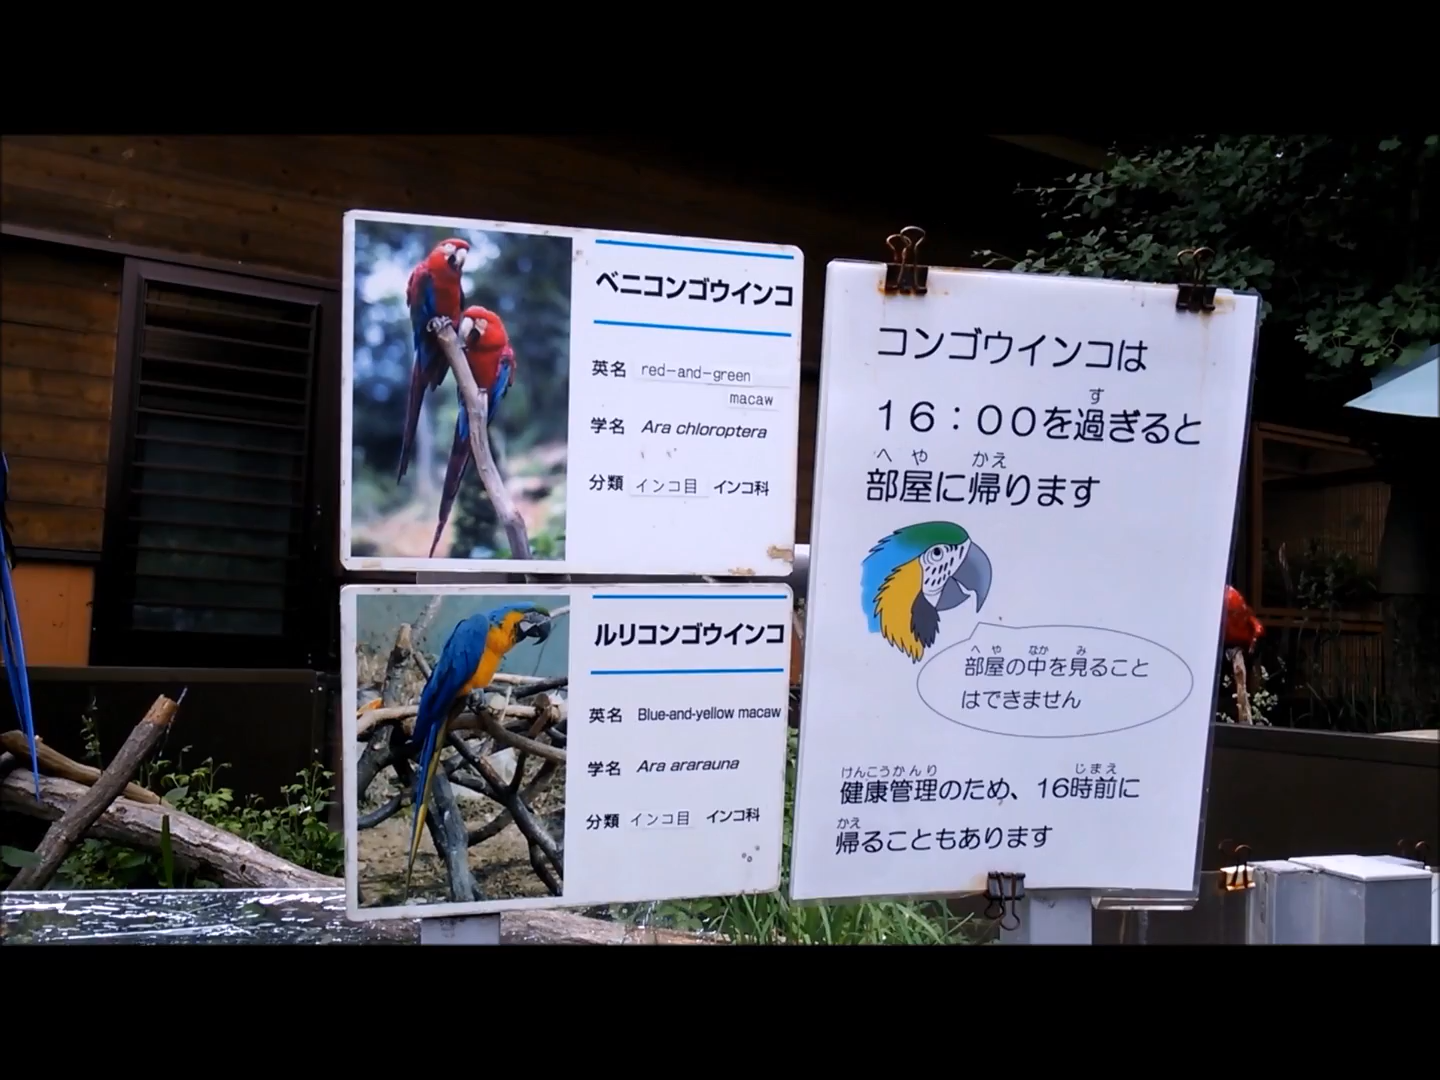 ベニコンゴウインコ
英名 red-and-green
macaw
学名 Ara chloroptera
分類 インコ目 インコ科
ルリコンゴウインコ
英名 Blue-and-yellow macaw
学名 Ara ararauna
分類 インコ目 インコ科
コンゴウインコは
す
16：00を過ぎると
へ や かえ
部屋に帰ります
へ や なか み
部屋の中を見ること
はできません
けんこうかんり じまえ
健康管理のため、16時前に
かえ
帰ることもあります